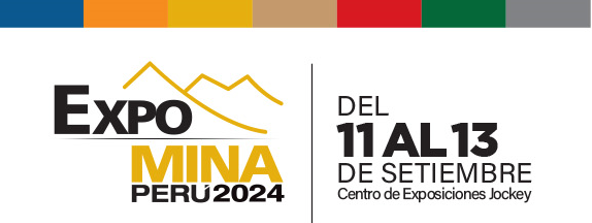 EXPO
MINA
PERÚ2024
DEL
11 AL 13
DE SETIEMBRE
Centro de Exposiciones Jockey